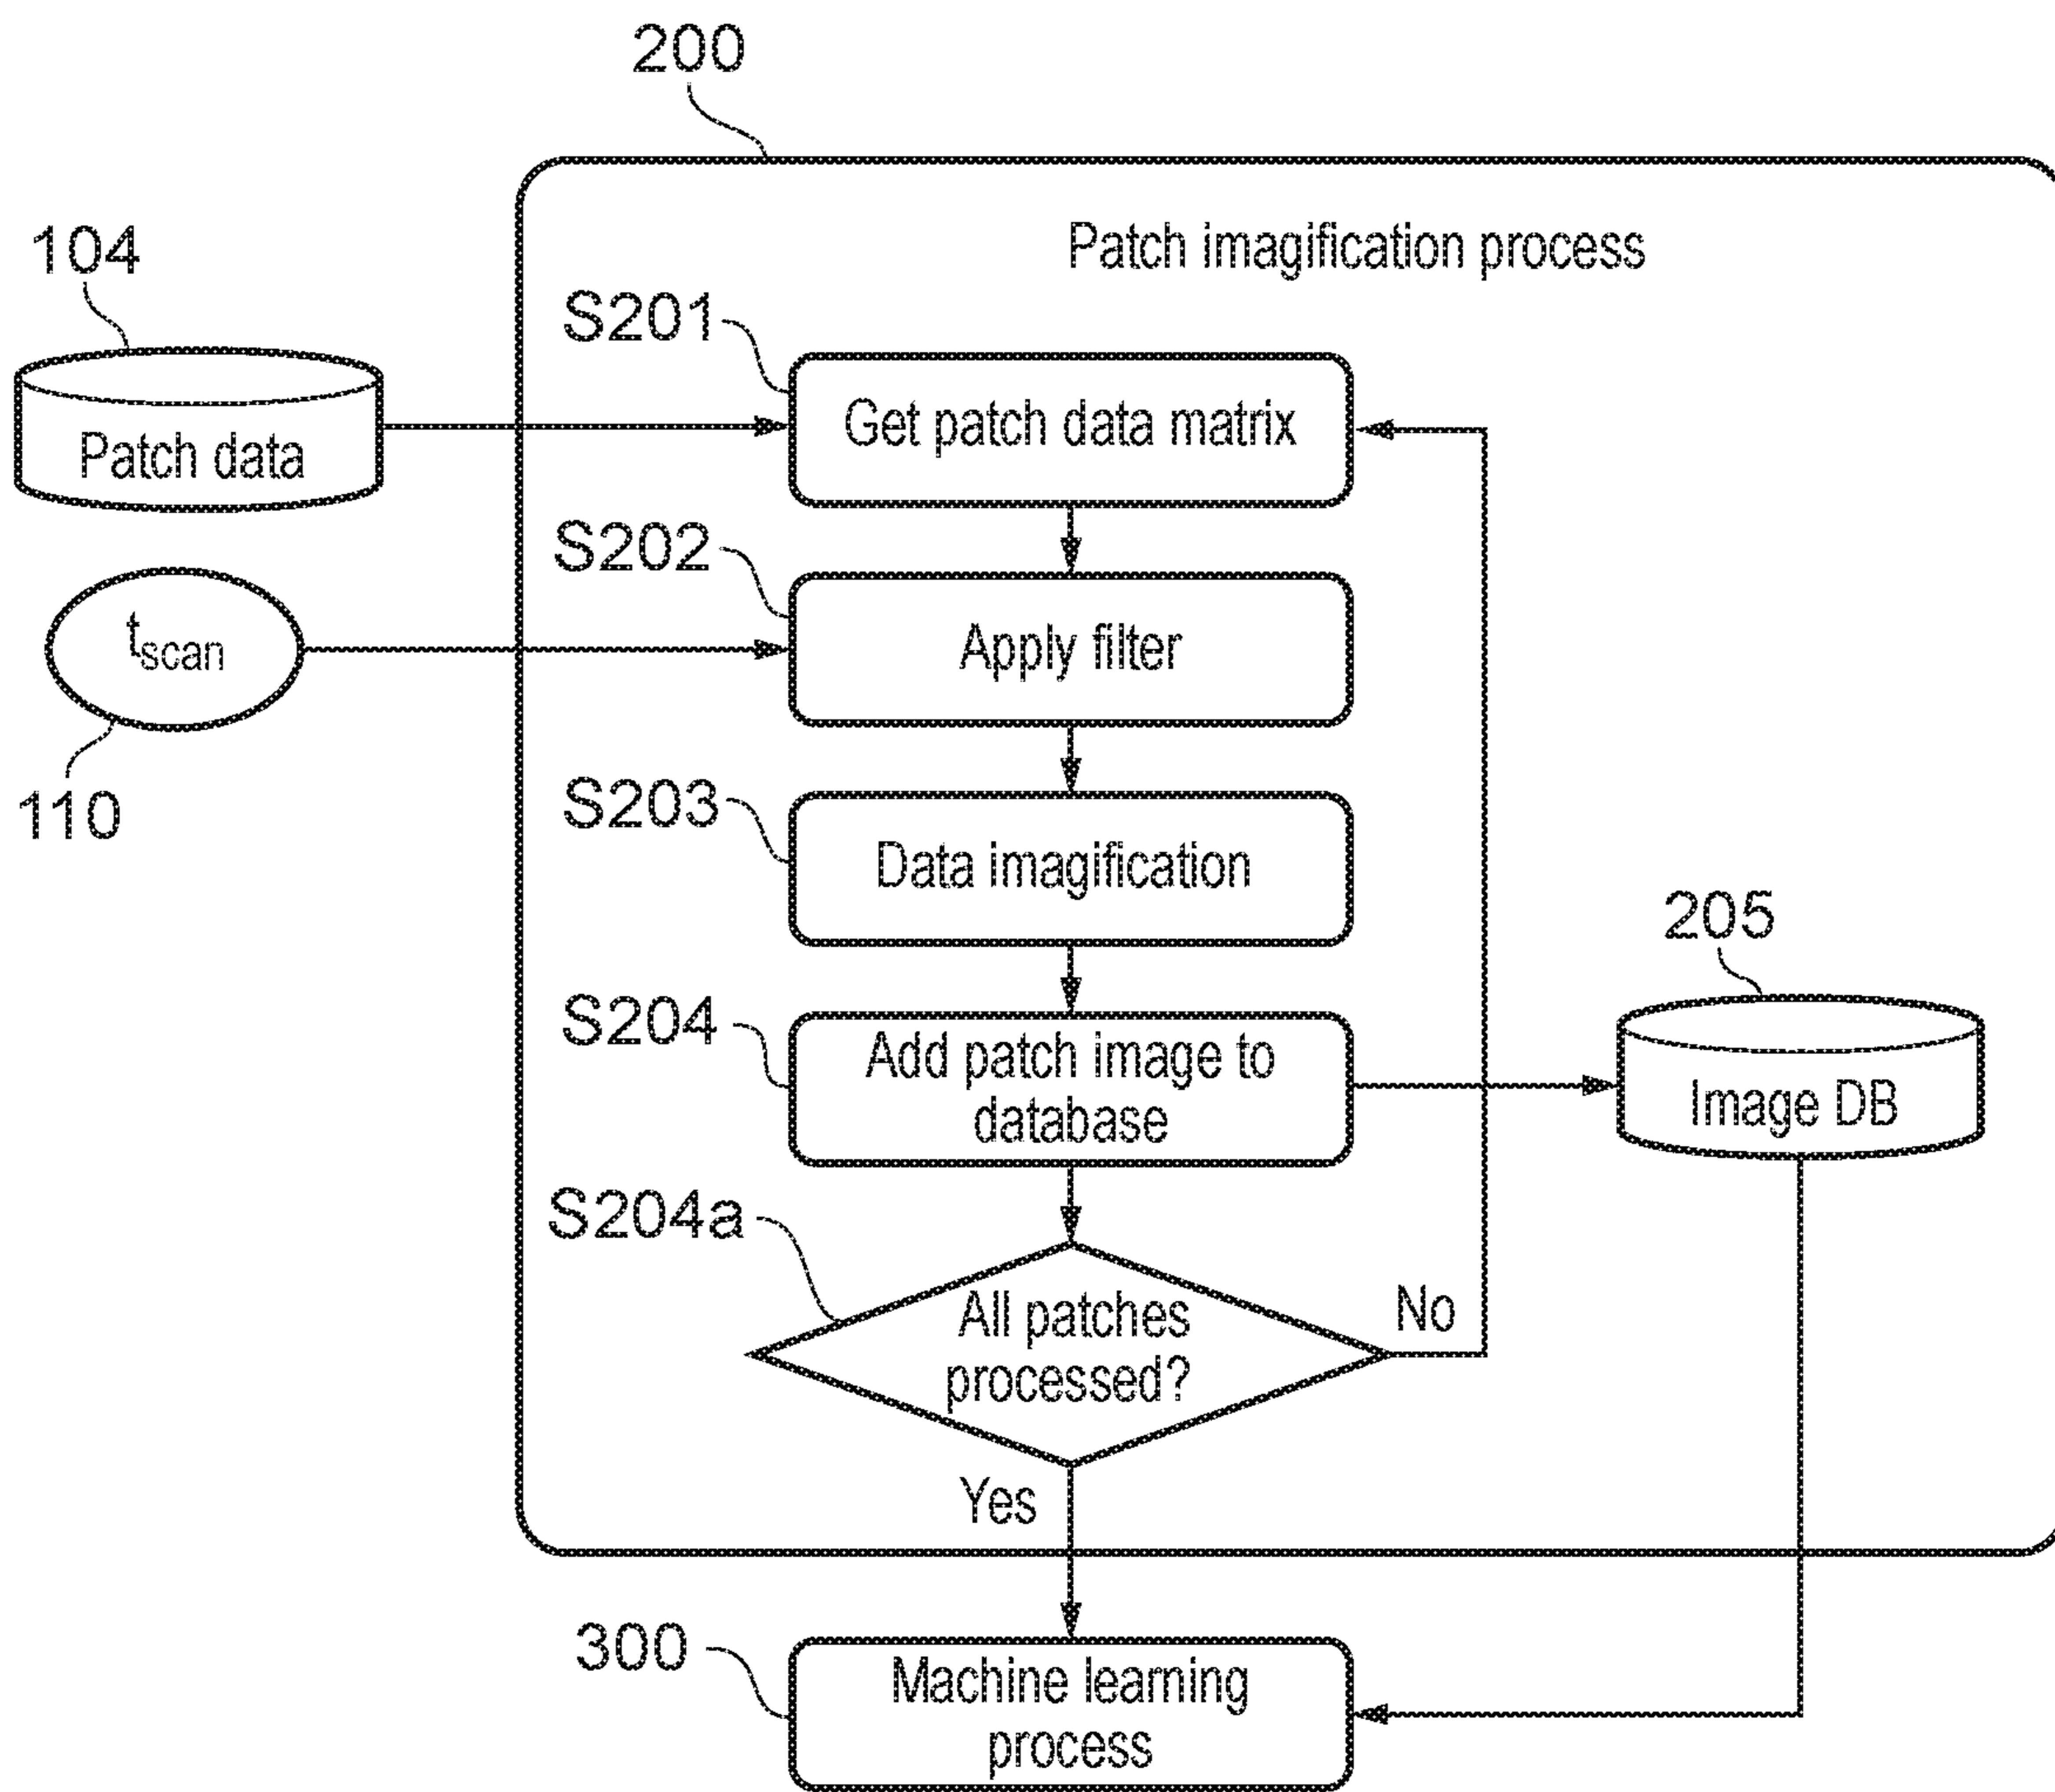 200
Patch imagification process
104
Patch data
S201
Get patch data matrix
S202
Apply filter
tscan
110
S203
Data imagification
S204
Add patch image to
database
205
Image DB
S204a
All patches
processed?
No
Yes
300
Machine learning
process